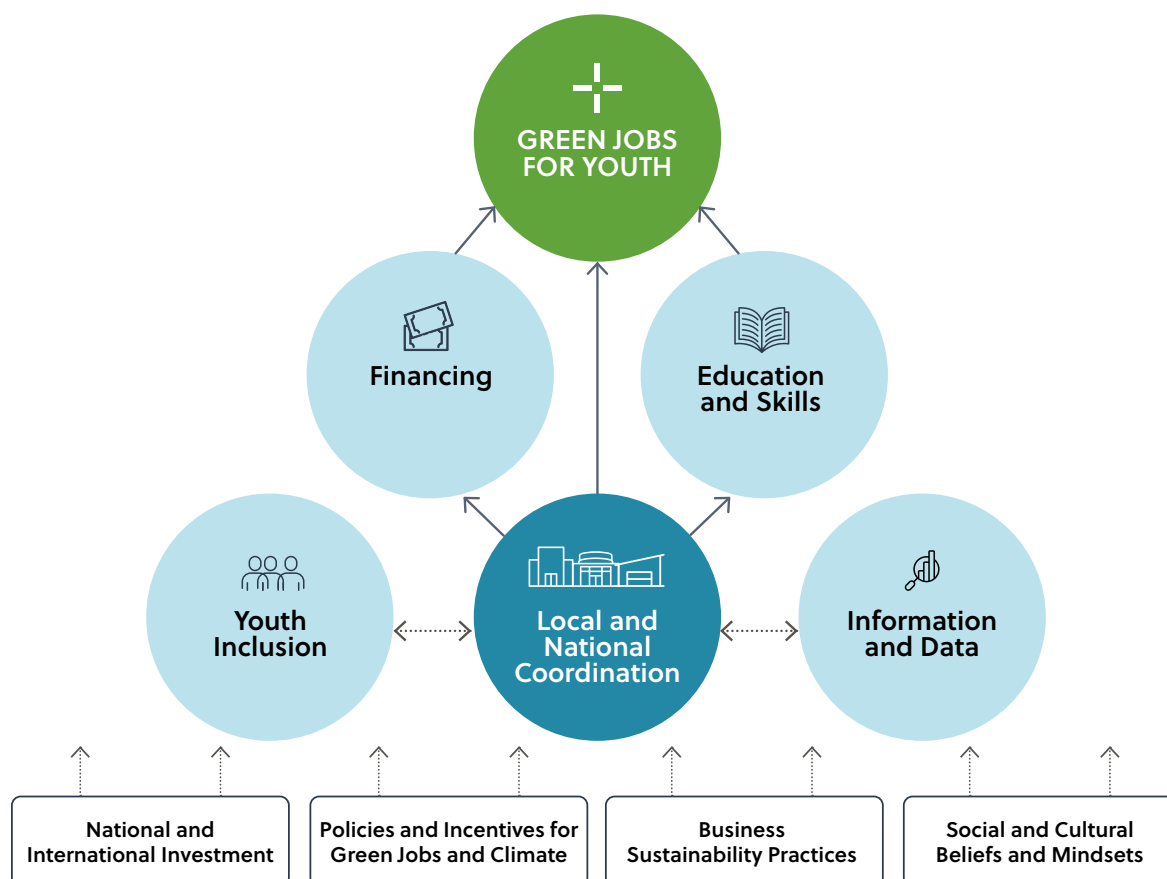 GREEN JOBS
FOR YOUTH
Financing
Education
and Skills
Youth
Inclusion
Local and
National
Coordination
Information
and Data
National and
International Investment
Policies and Incentives for
Green Jobs and Climate
Business
Sustainability Practices
Social and Cultural
Beliefs and Mindsets